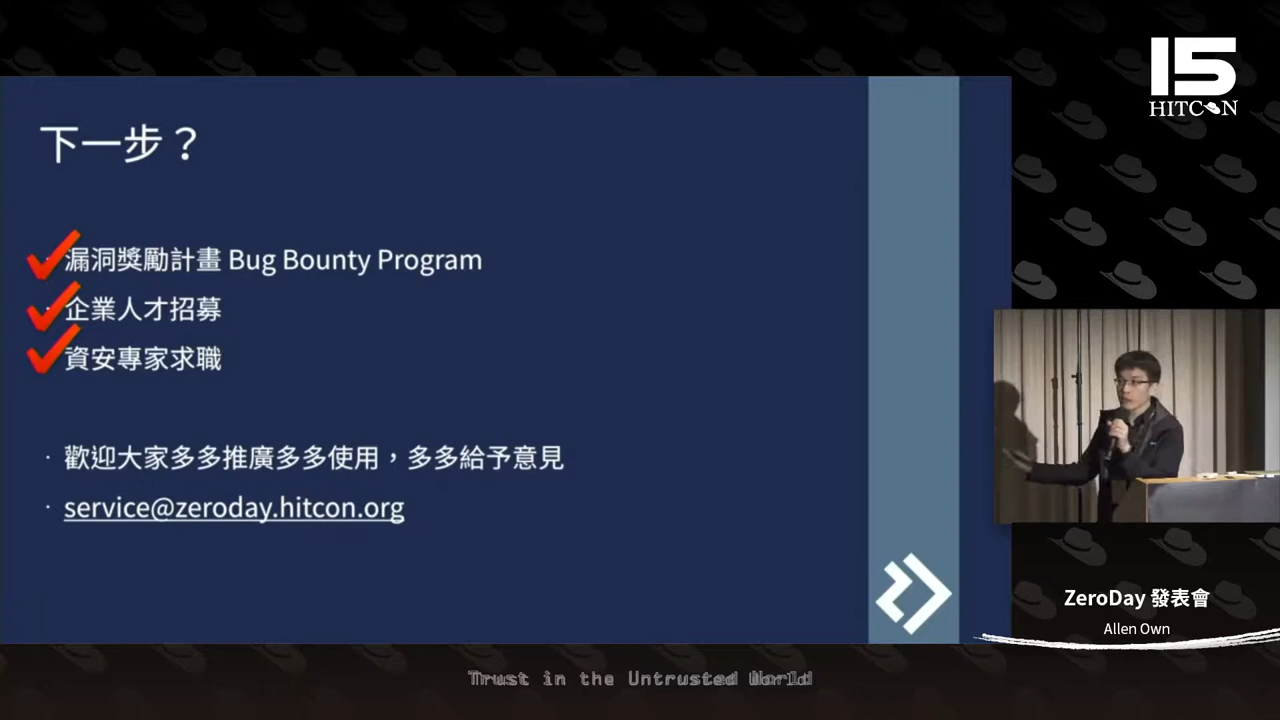 15
HITCON
下一步？
漏洞獎勵計畫 Bug Bounty Program
企業人才招募
資安專家求職
· 歡迎大家多多推廣多多使用，多多給予意見
· service@zeroday.hitcon.org
ZeroDay 發表會
Allen Own
Trust in the Untrusted World